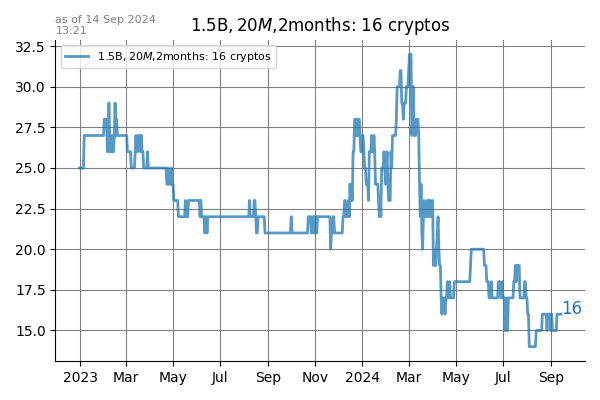 as of 14 Sep 2024
13:21
1.5B, 20M,2months: 16 cryptos
1.5B, 20M,2months: 16 cryptos
32.5
30.0
27.5
25.0
22.5
20.0
17.5
15.0
16
2023 Mar May Jul Sep Nov 2024 Mar May Jul Sep